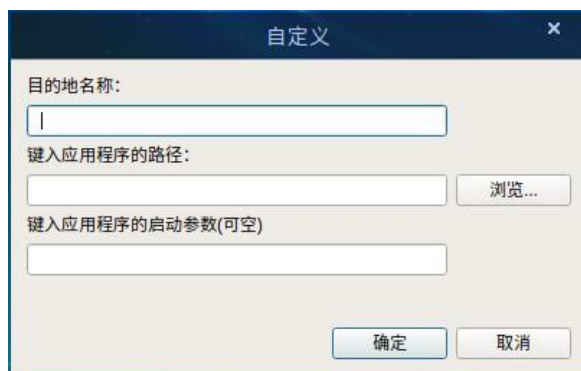 自定义
目的地名称：
键入应用程序的路径：
浏览...
键入应用程序的启动参数(可空)
确定
取消